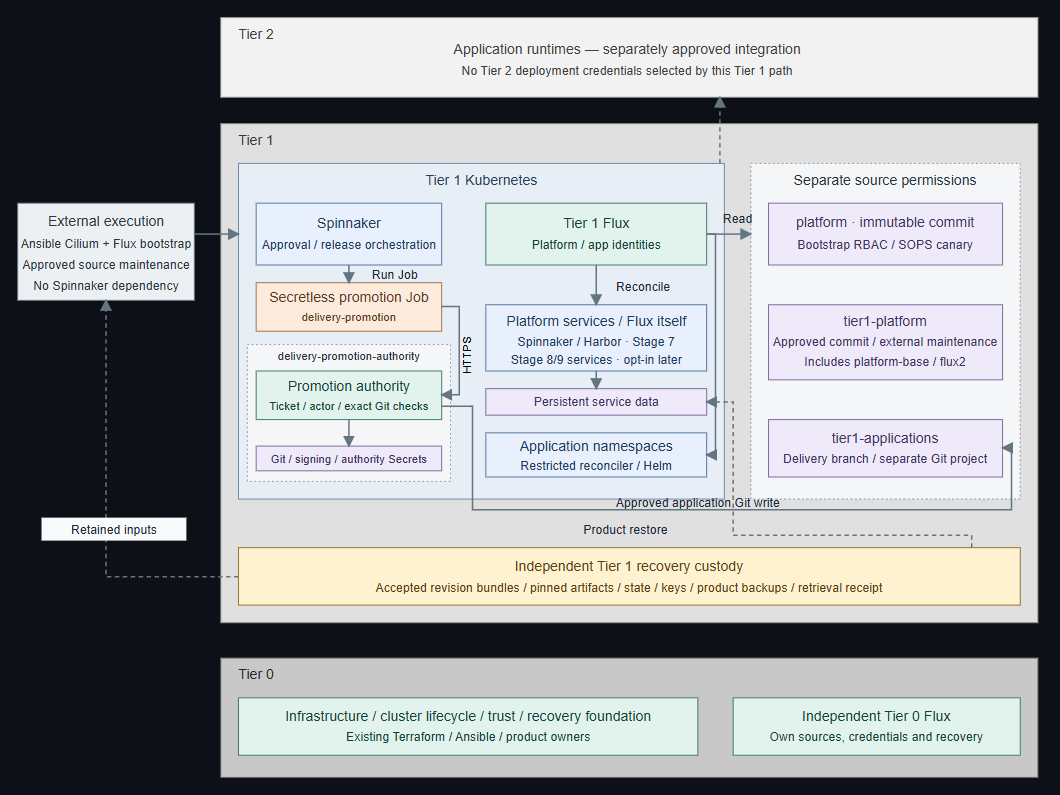 Tier 2
Application runtimes — separately approved integration
No Tier 2 deployment credentials selected by this Tier 1 path
Tier 1
Tier 1 Kubernetes
Separate source permissions
External execution
Ansible Cilium + Flux bootstrap
Approved source maintenance
No Spinnaker dependency
Spinnaker
Approval / release orchestration
Tier 1 Flux
Platform / app identities
Read
platform · immutable commit
Bootstrap RBAC / SOPS canary
Run Job
Reconcile
Secretless promotion Job
delivery-promotion
HTTPS
Platform services / Flux itself
Spinnaker / Harbor · Stage 7
Stage 8/9 services · opt-in later
tier1-platform
Approved commit / external maintenance
Includes platform-base / flux2
delivery-promotion-authority
Promotion authority
Ticket / actor / exact Git checks
Persistent service data
Git / signing / authority Secrets
Application namespaces
Restricted reconciler / Helm
tier1-applications
Delivery branch / separate Git project
Approved application Git write
Retained inputs
Product restore
Independent Tier 1 recovery custody
Accepted revision bundles / pinned artifacts / state / keys / product backups / retrieval receipt
Tier 0
Infrastructure / cluster lifecycle / trust / recovery foundation
Existing Terraform / Ansible / product owners
Independent Tier 0 Flux
Own sources, credentials and recovery